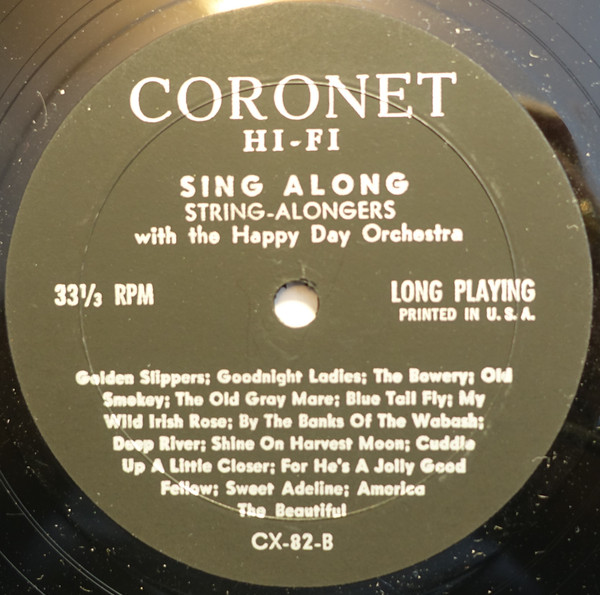 CORONET
HI-FI
SING ALONG
STRING-ALONGERS
with the Happy Day Orchestra
33⅓ RPM
LONG PLAYING
PRINTED IN U.S.A.
Golden Slippers; Goodnight Ladies; The Bowery; Old
Smokey; The Old Gray Mare; Blue Tail Fly; My
Wild Irish Rose; By The Banks Of The Wabash;
Deep River; Shine On Harvest Moon; Cuddle
Up A Little Closer; For He's A Jolly Good
Fellow; Sweet Adeline; America
The Beautiful
CX-82-B